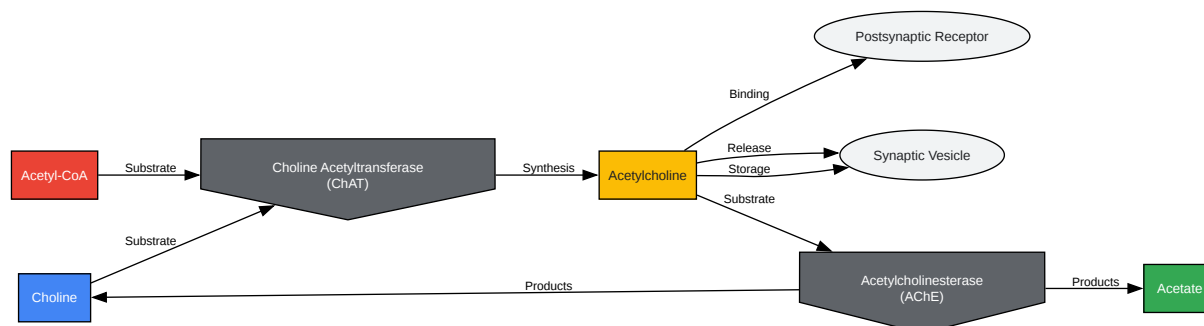 Postsynaptic Receptor
Binding
Release
Synaptic Vesicle
Storage
Acetyl-CoA
Substrate
Choline Acetyltransferase
(ChAT)
Synthesis
Acetylcholine
Substrate
Substrate
Choline
Products
Acetylcholinesterase
(AChE)
Products
Acetate